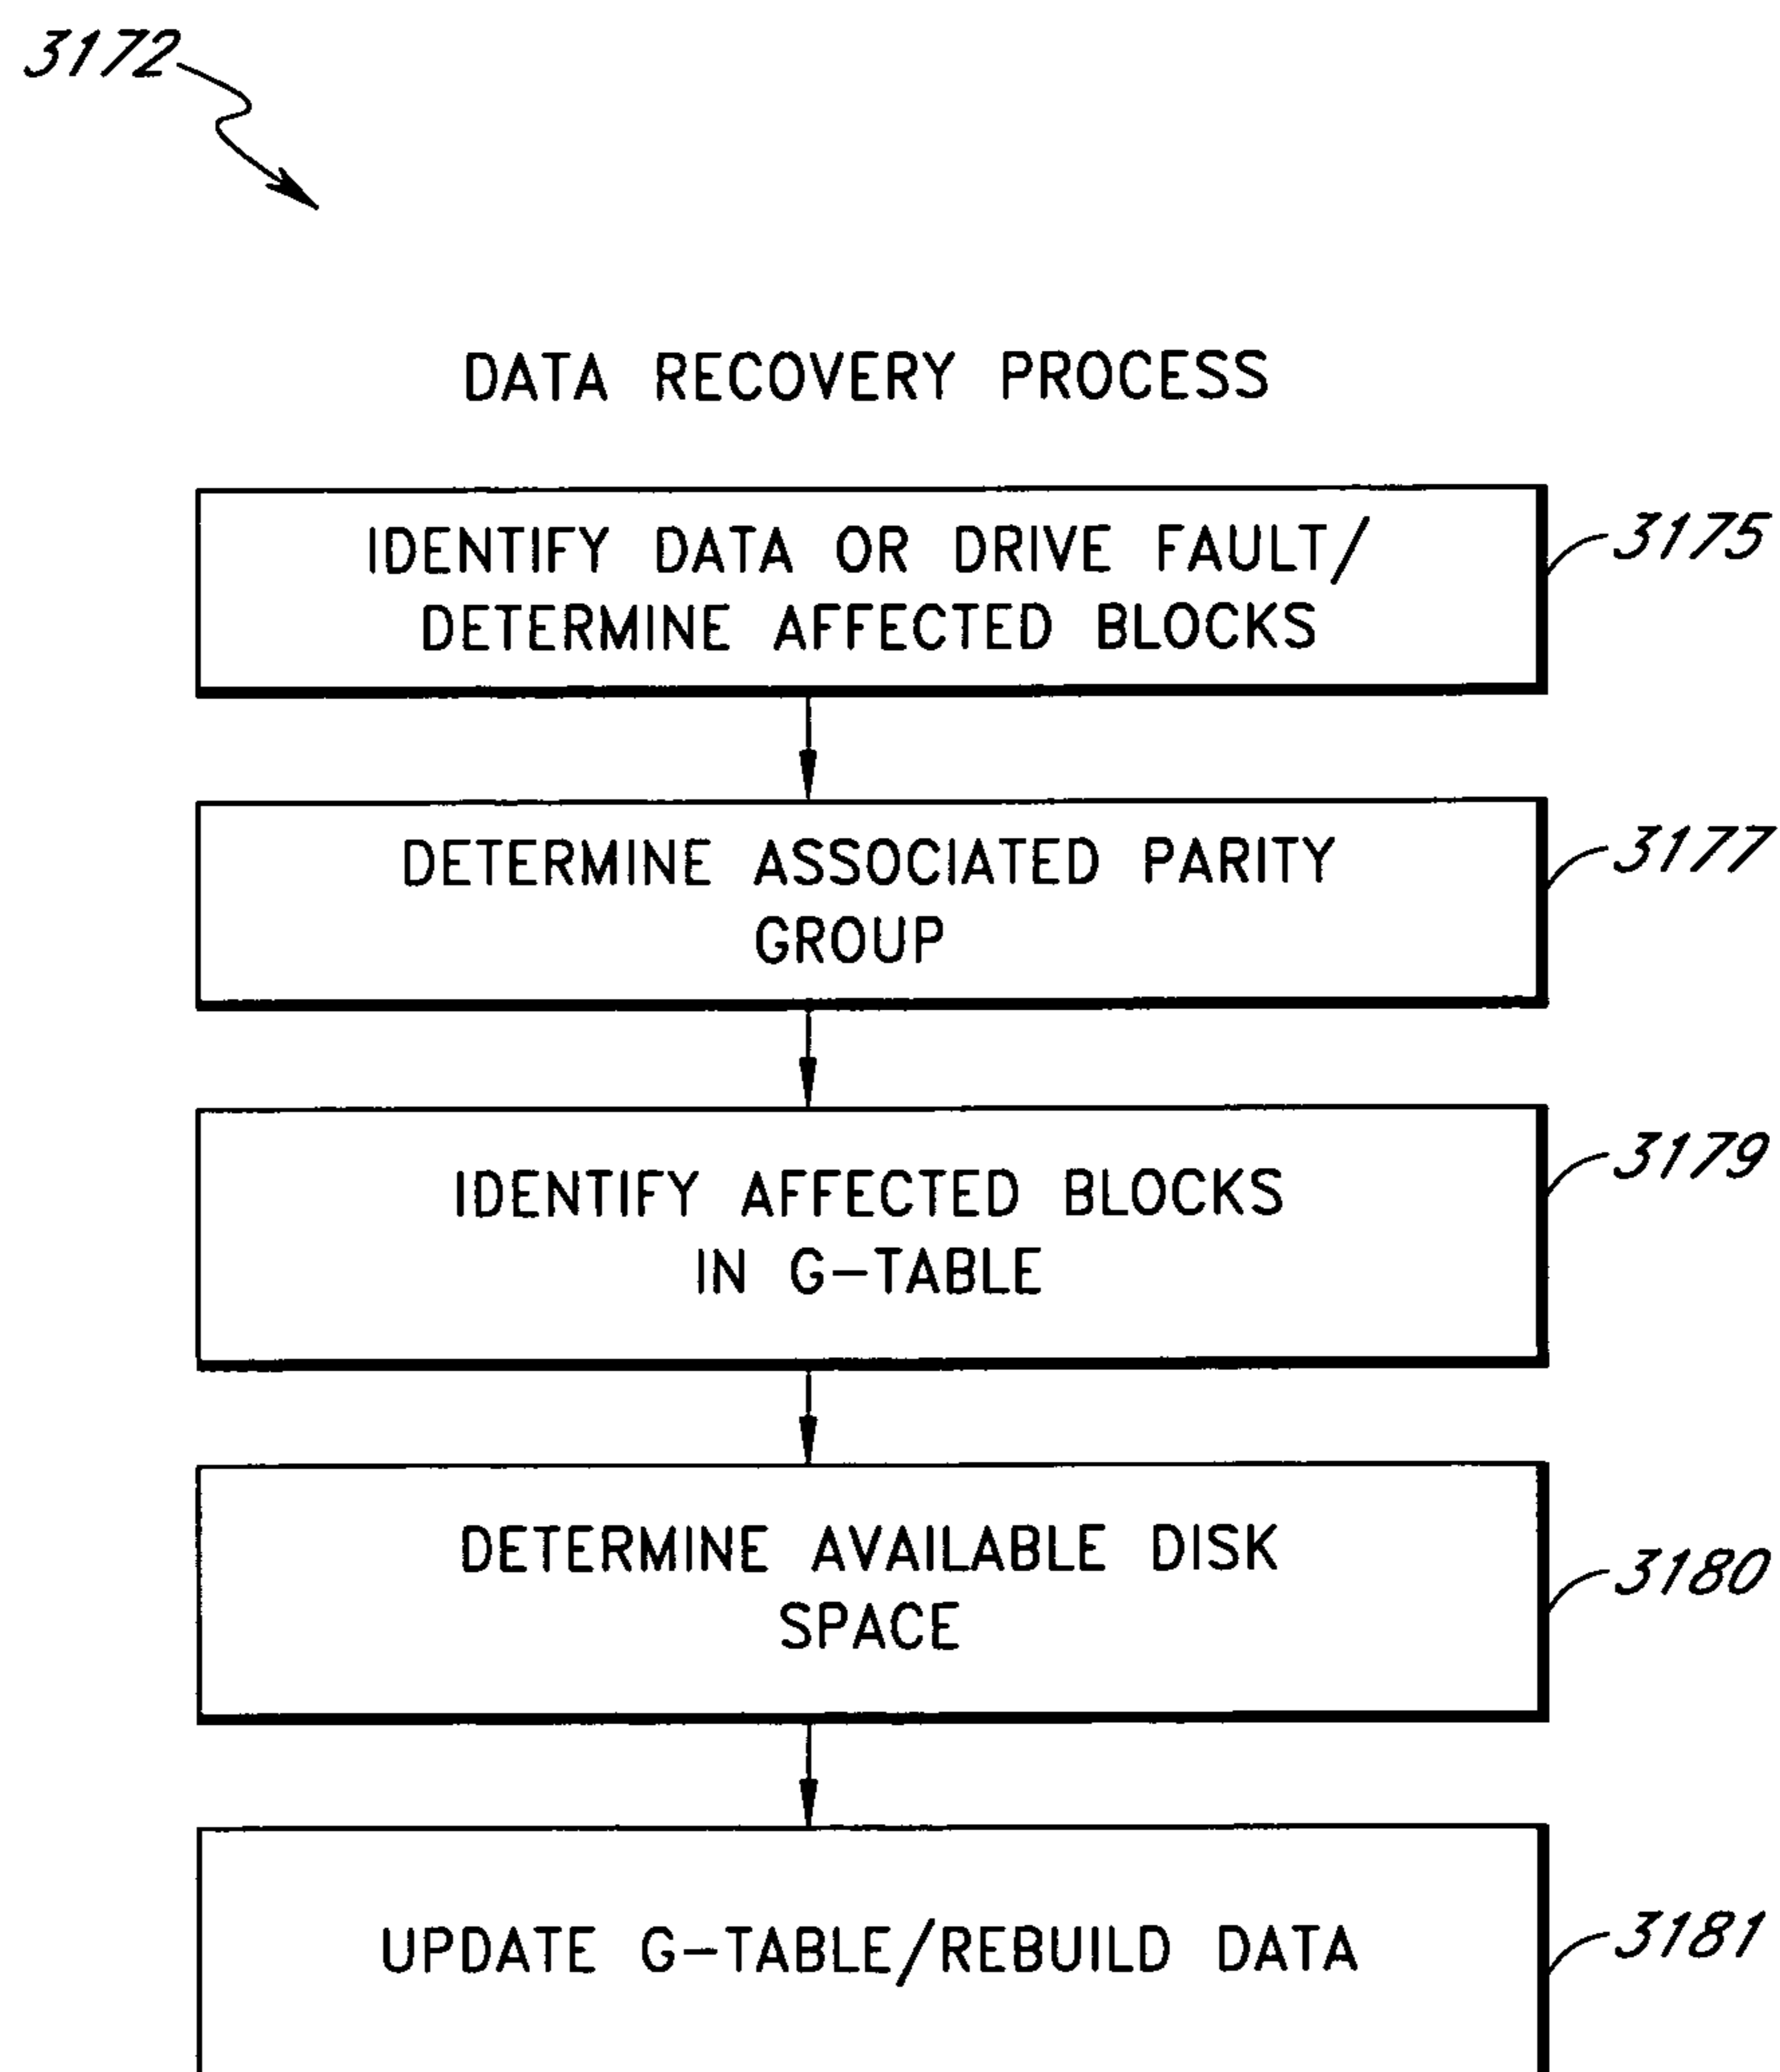 3172
DATA RECOVERY PROCESS
IDENTIFY DATA OR DRIVE FAULT/
DETERMINE AFFECTED BLOCKS
3175
DETERMINE ASSOCIATED PARITY
GROUP
3177
IDENTIFY AFFECTED BLOCKS
IN G-TABLE
3179
DETERMINE AVAILABLE DISK
SPACE
3180
UPDATE G-TABLE/REBUILD DATA
3181